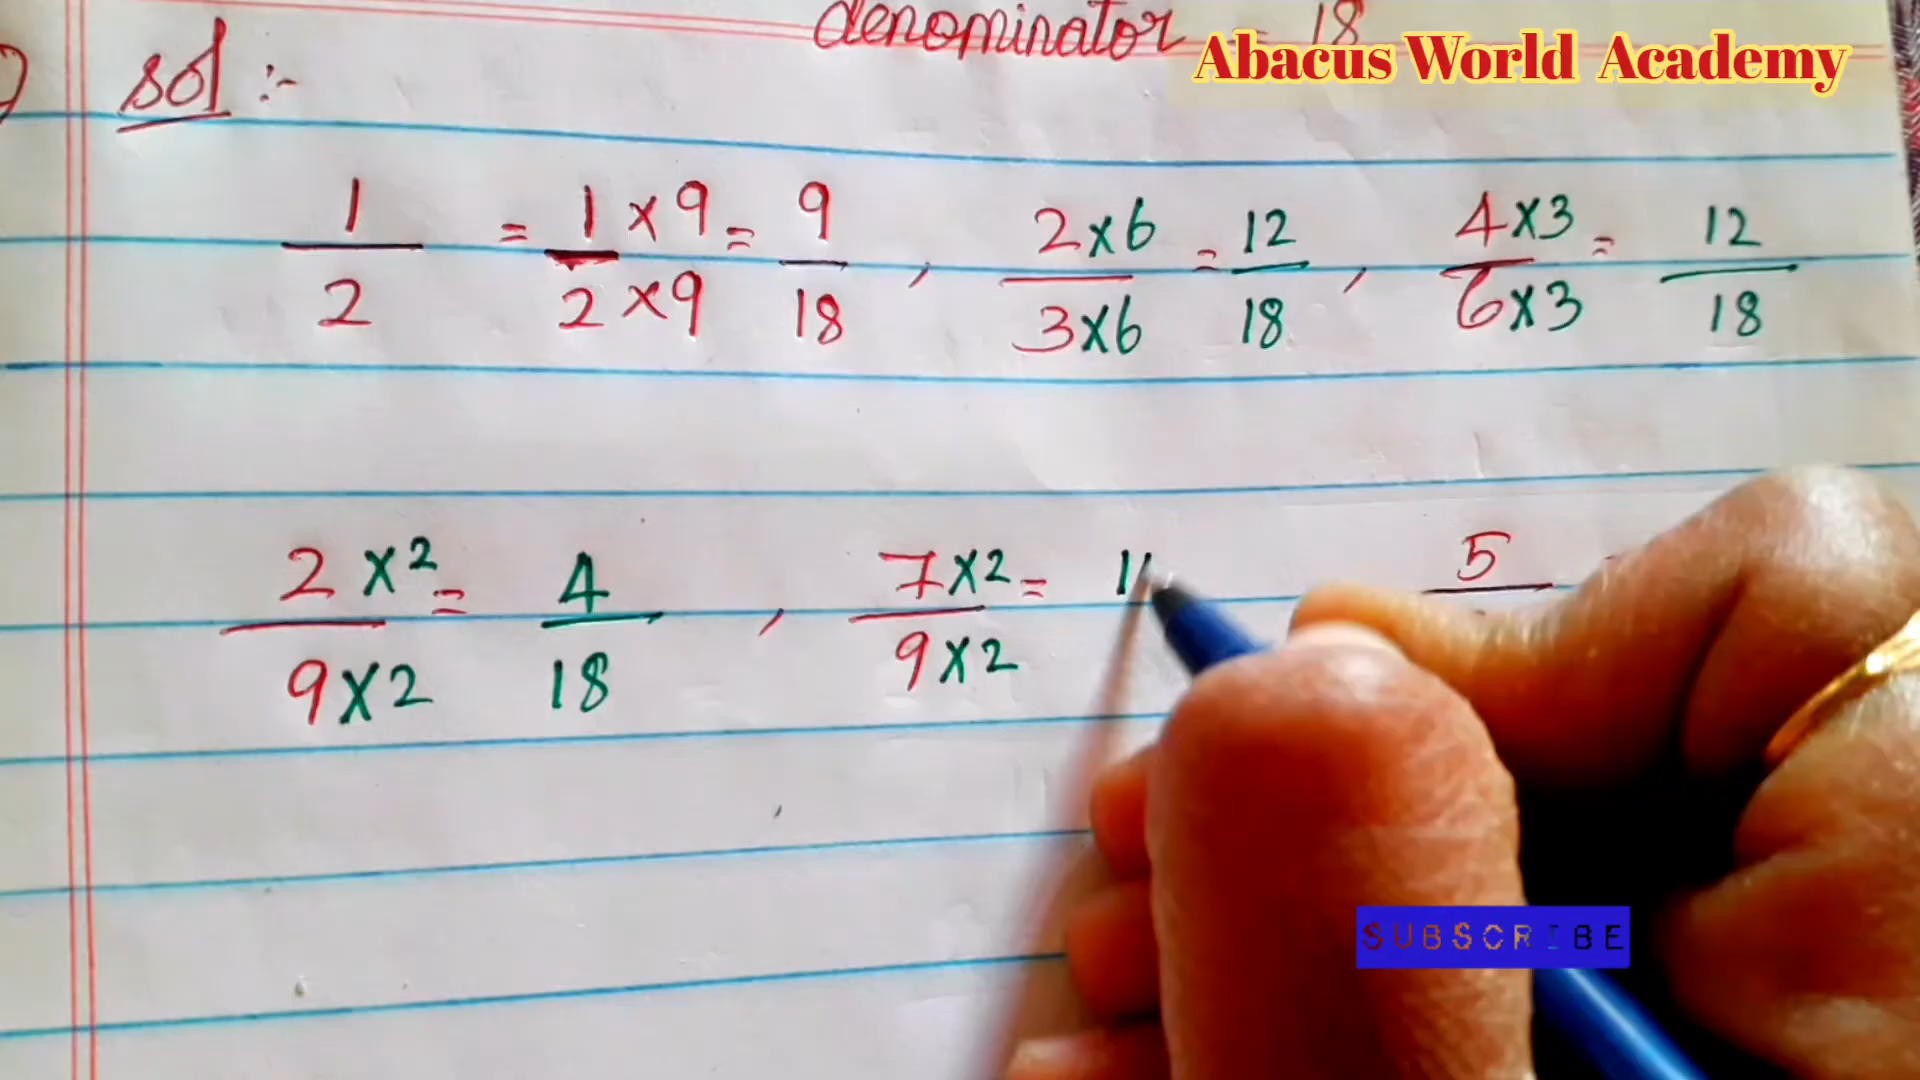 denominator = 18
Abacus World Academy
sol :-
1/2 = 1×9/2×9 = 9/18 , 2×6/3×6 = 12/18 , 4×3/6×3 = 12/18
2×2/9×2 = 4/18 , 7×2/9×2 = 5
SUBSCRIBE